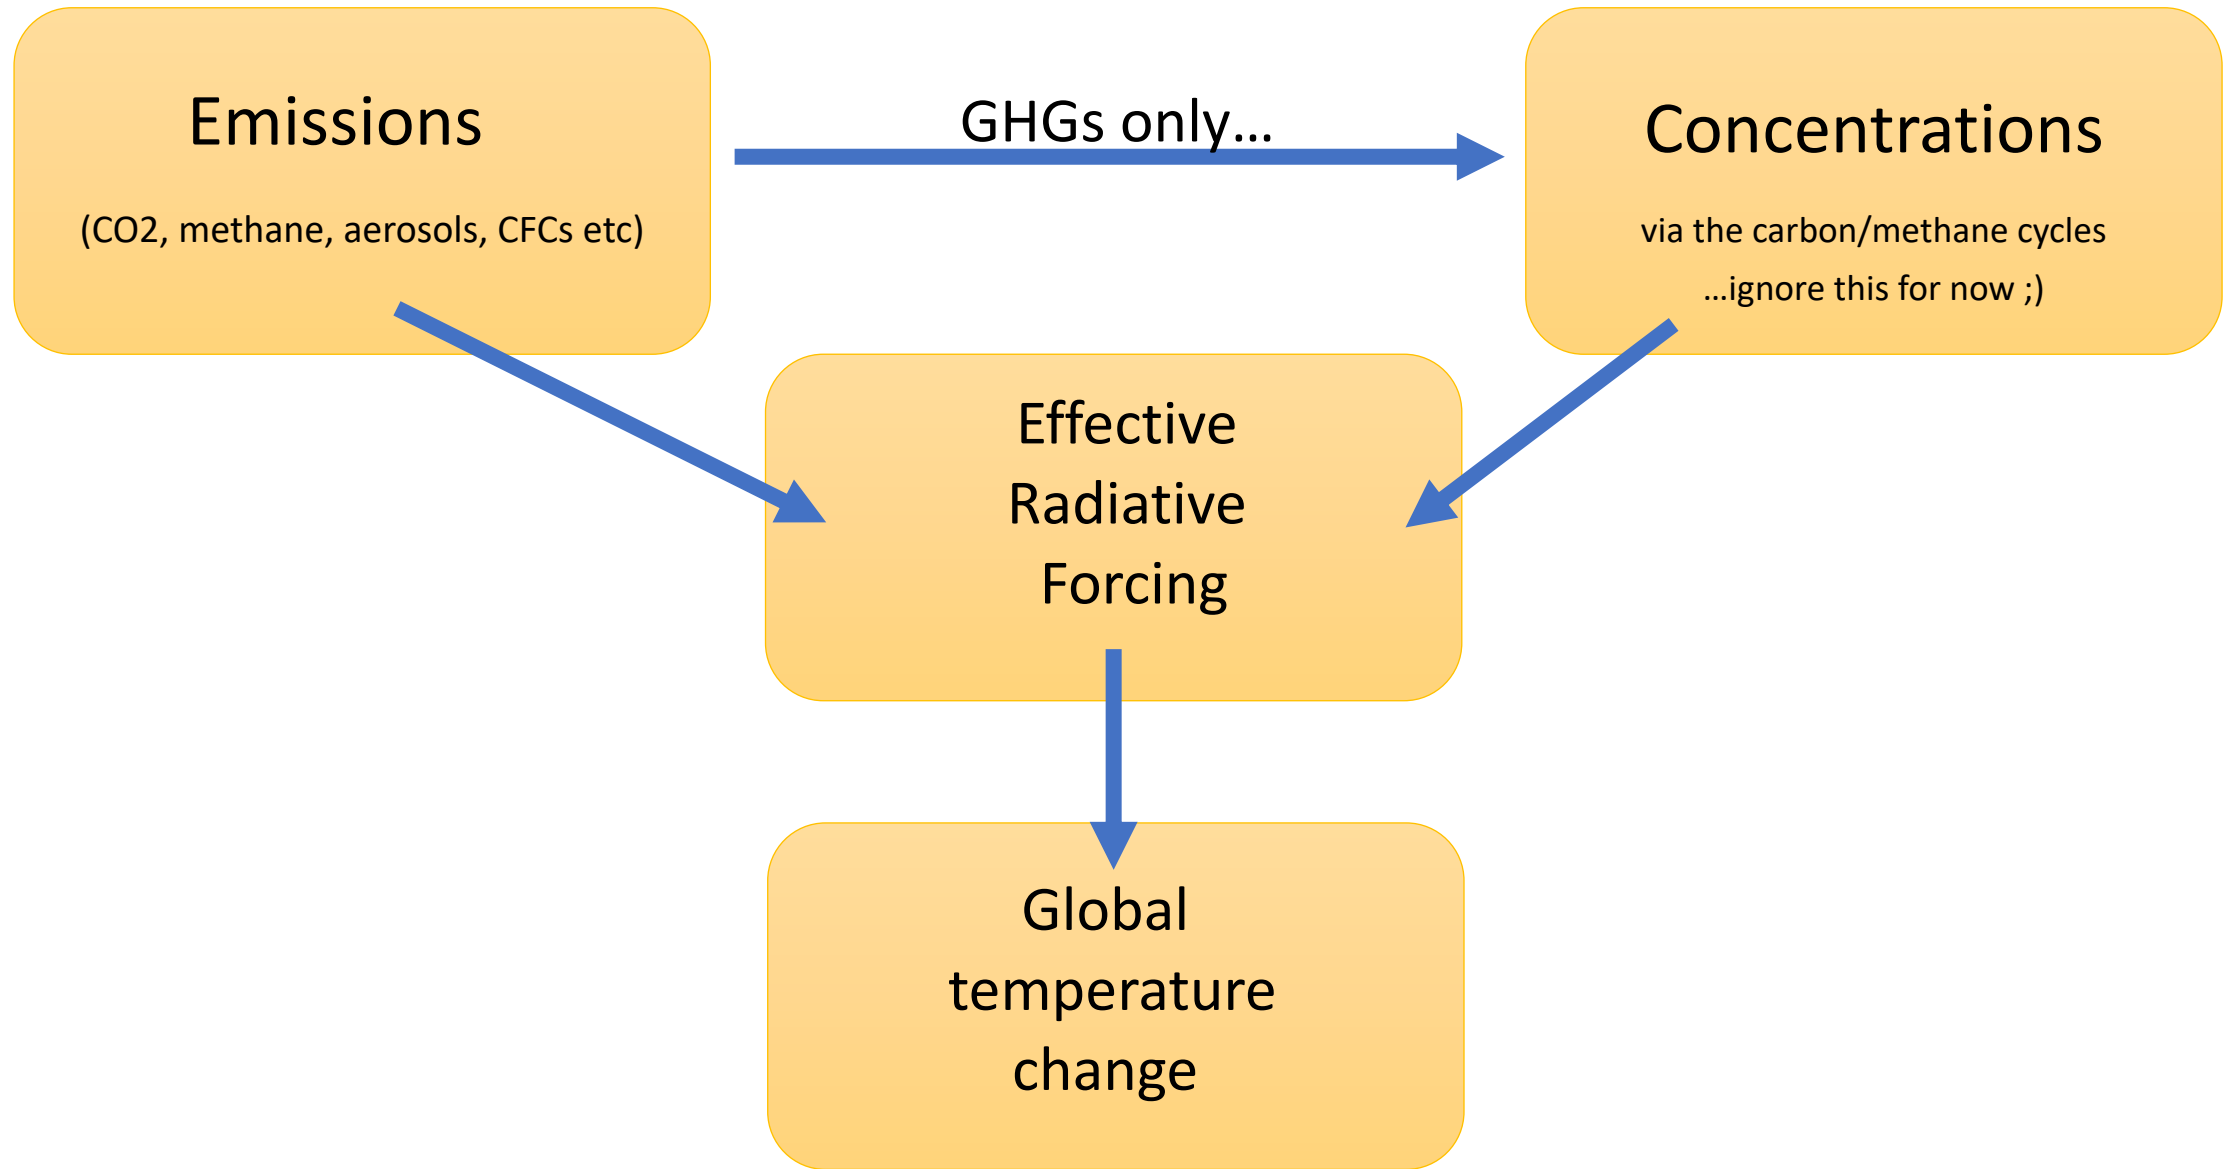 Emissions
(CO2, methane, aerosols, CFCs etc)
GHGs only...
Concentrations
via the carbon/methane cycles
...ignore this for now ;)
Effective
Radiative
Forcing
Global
temperature
change